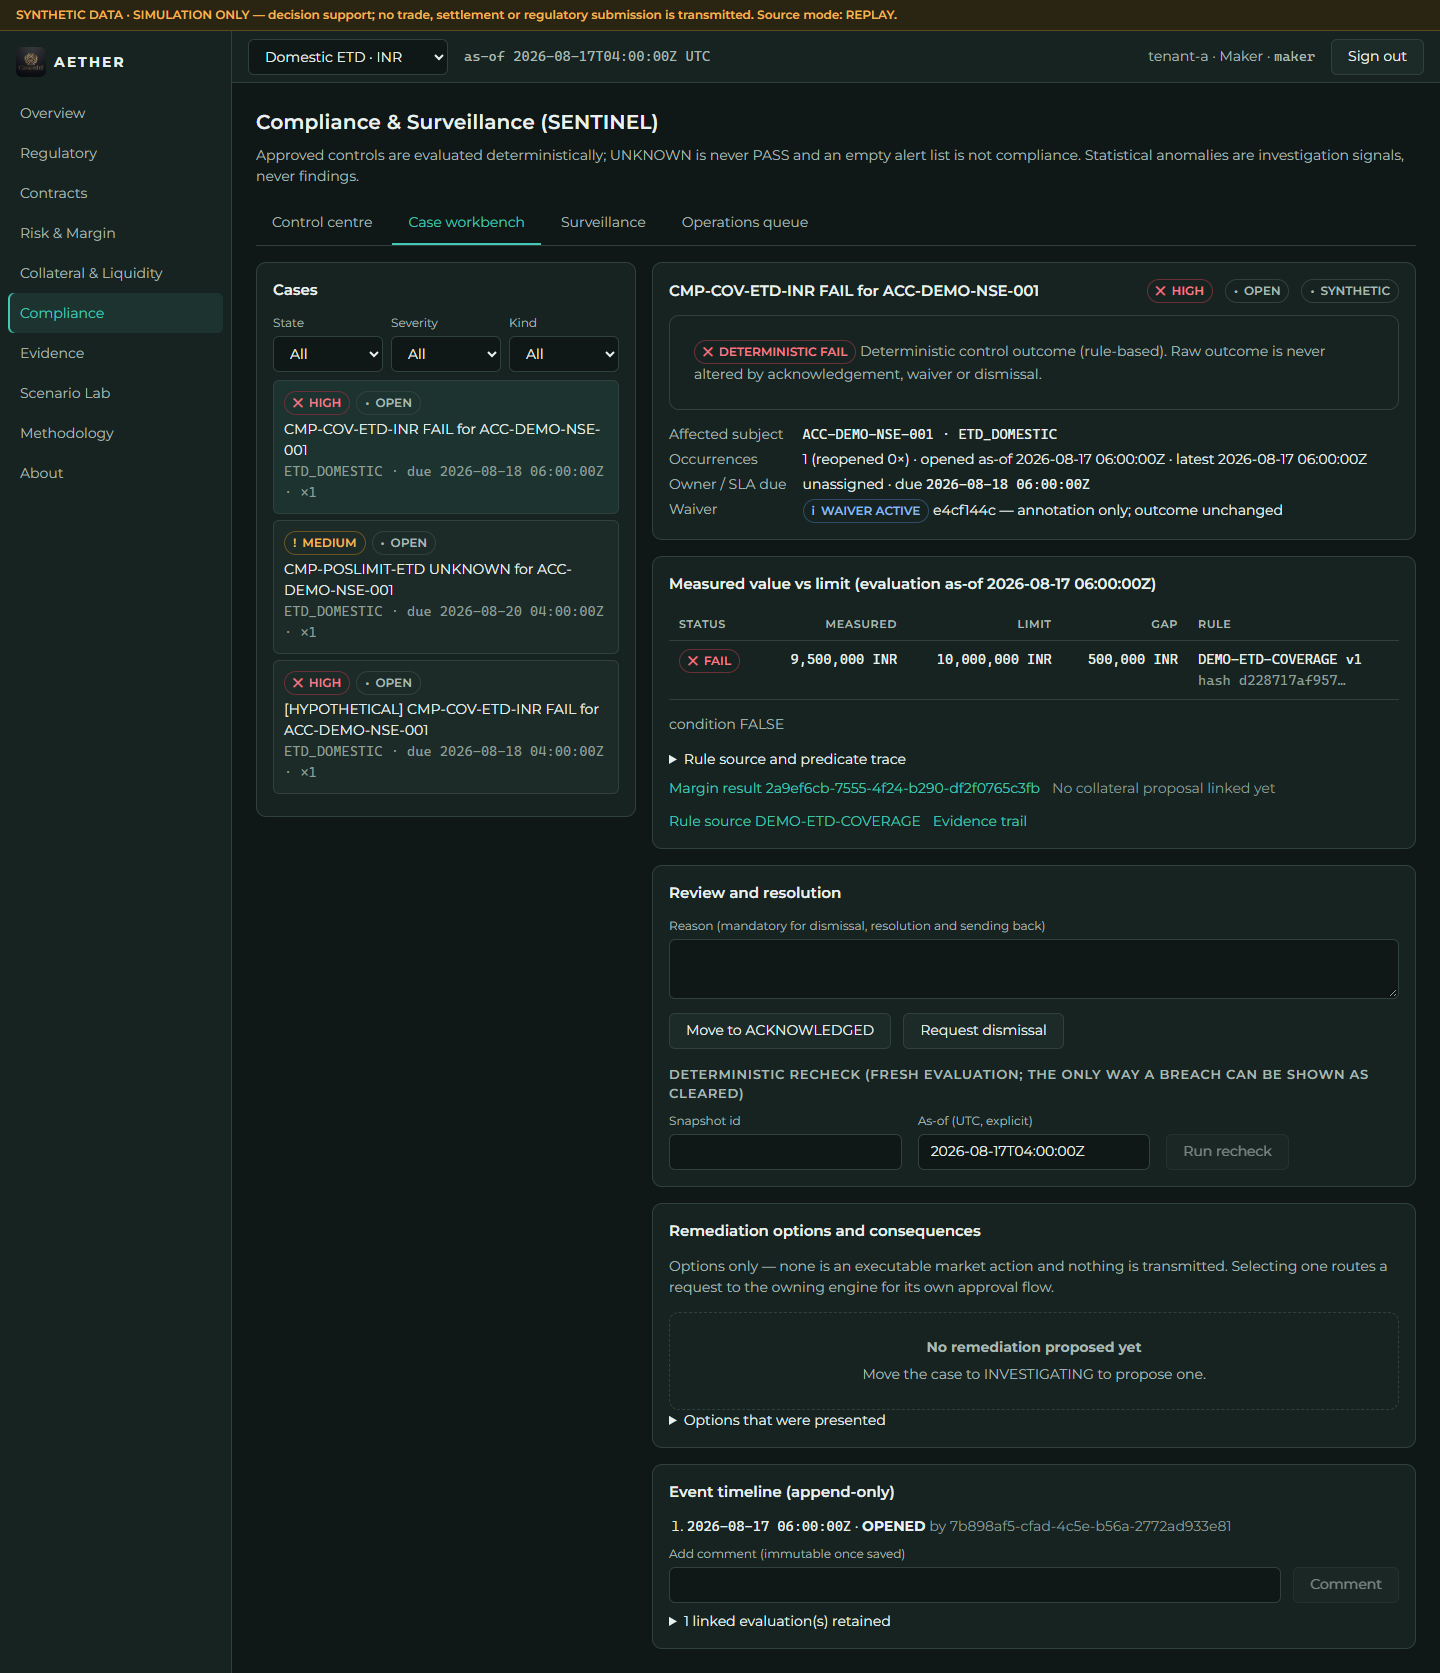 SYNTHETIC DATA · SIMULATION ONLY — decision support; no trade, settlement or regulatory submission is transmitted. Source mode: REPLAY.
AETHER
Domestic ETD · INR
as-of 2026-08-17T04:00:00Z UTC
tenant-a · Maker · maker
Sign out
Overview
Regulatory
Contracts
Risk & Margin
Collateral & Liquidity
Compliance
Evidence
Scenario Lab
Methodology
About
Compliance & Surveillance (SENTINEL)
Approved controls are evaluated deterministically; UNKNOWN is never PASS and an empty alert list is not compliance. Statistical anomalies are investigation signals,
never findings.
Control centre
Case workbench
Surveillance
Operations queue
Cases
State
Severity
Kind
All
All
All
✕ HIGH
• OPEN
CMP-COV-ETD-INR FAIL for ACC-DEMO-NSE-
001
ETD_DOMESTIC · due 2026-08-18 06:00:00Z
· ×1
! MEDIUM
• OPEN
CMP-POSLIMIT-ETD UNKNOWN for ACC-
DEMO-NSE-001
ETD_DOMESTIC · due 2026-08-20 04:00:00Z
· ×1
✕ HIGH
• OPEN
[HYPOTHETICAL] CMP-COV-ETD-INR FAIL for
ACC-DEMO-NSE-001
ETD_DOMESTIC · due 2026-08-18 04:00:00Z
· ×1
CMP-COV-ETD-INR FAIL for ACC-DEMO-NSE-001
✕ HIGH
• OPEN
• SYNTHETIC
✕ DETERMINISTIC FAIL Deterministic control outcome (rule-based). Raw outcome is never
altered by acknowledgement, waiver or dismissal.
Affected subject ACC-DEMO-NSE-001 · ETD_DOMESTIC
Occurrences 1 (reopened 0×) · opened as-of 2026-08-17 06:00:00Z · latest 2026-08-17 06:00:00Z
Owner / SLA due unassigned · due 2026-08-18 06:00:00Z
Waiver i WAIVER ACTIVE e4cf144c — annotation only; outcome unchanged
Measured value vs limit (evaluation as-of 2026-08-17 06:00:00Z)
STATUS MEASURED LIMIT GAP RULE
✕ FAIL 9,500,000 INR 10,000,000 INR 500,000 INR DEMO-ETD-COVERAGE v1
hash d228717af957…
condition FALSE
▶ Rule source and predicate trace
Margin result 2a9ef6cb-7555-4f24-b290-df2f0765c3fb No collateral proposal linked yet
Rule source DEMO-ETD-COVERAGE Evidence trail
Review and resolution
Reason (mandatory for dismissal, resolution and sending back)
Move to ACKNOWLEDGED
Request dismissal
DETERMINISTIC RECHECK (FRESH EVALUATION; THE ONLY WAY A BREACH CAN BE SHOWN AS
CLEARED)
Snapshot id
As-of (UTC, explicit)
2026-08-17T04:00:00Z
Run recheck
Remediation options and consequences
Options only — none is an executable market action and nothing is transmitted. Selecting one routes a
request to the owning engine for its own approval flow.
No remediation proposed yet
Move the case to INVESTIGATING to propose one.
▶ Options that were presented
Event timeline (append-only)
1. 2026-08-17 06:00:00Z · OPENED by 7b898af5-cfad-4c5e-b56a-2772ad933e81
Add comment (immutable once saved)
Comment
▶ 1 linked evaluation(s) retained